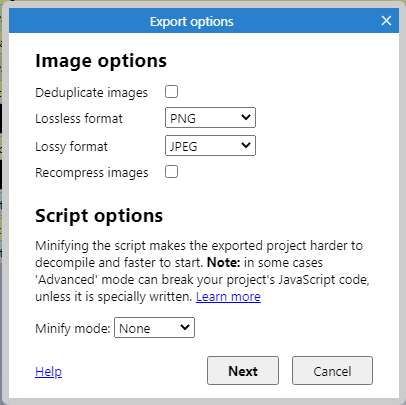 Export options
Image options
Deduplicate images
Lossless format PNG
Lossy format JPEG
Recompress images
Script options
Minifying the script makes the exported project harder to
decompile and faster to start. Note: in some cases
'Advanced' mode can break your project's JavaScript code,
unless it is specially written. Learn more
Minify mode: None
Help Next Cancel